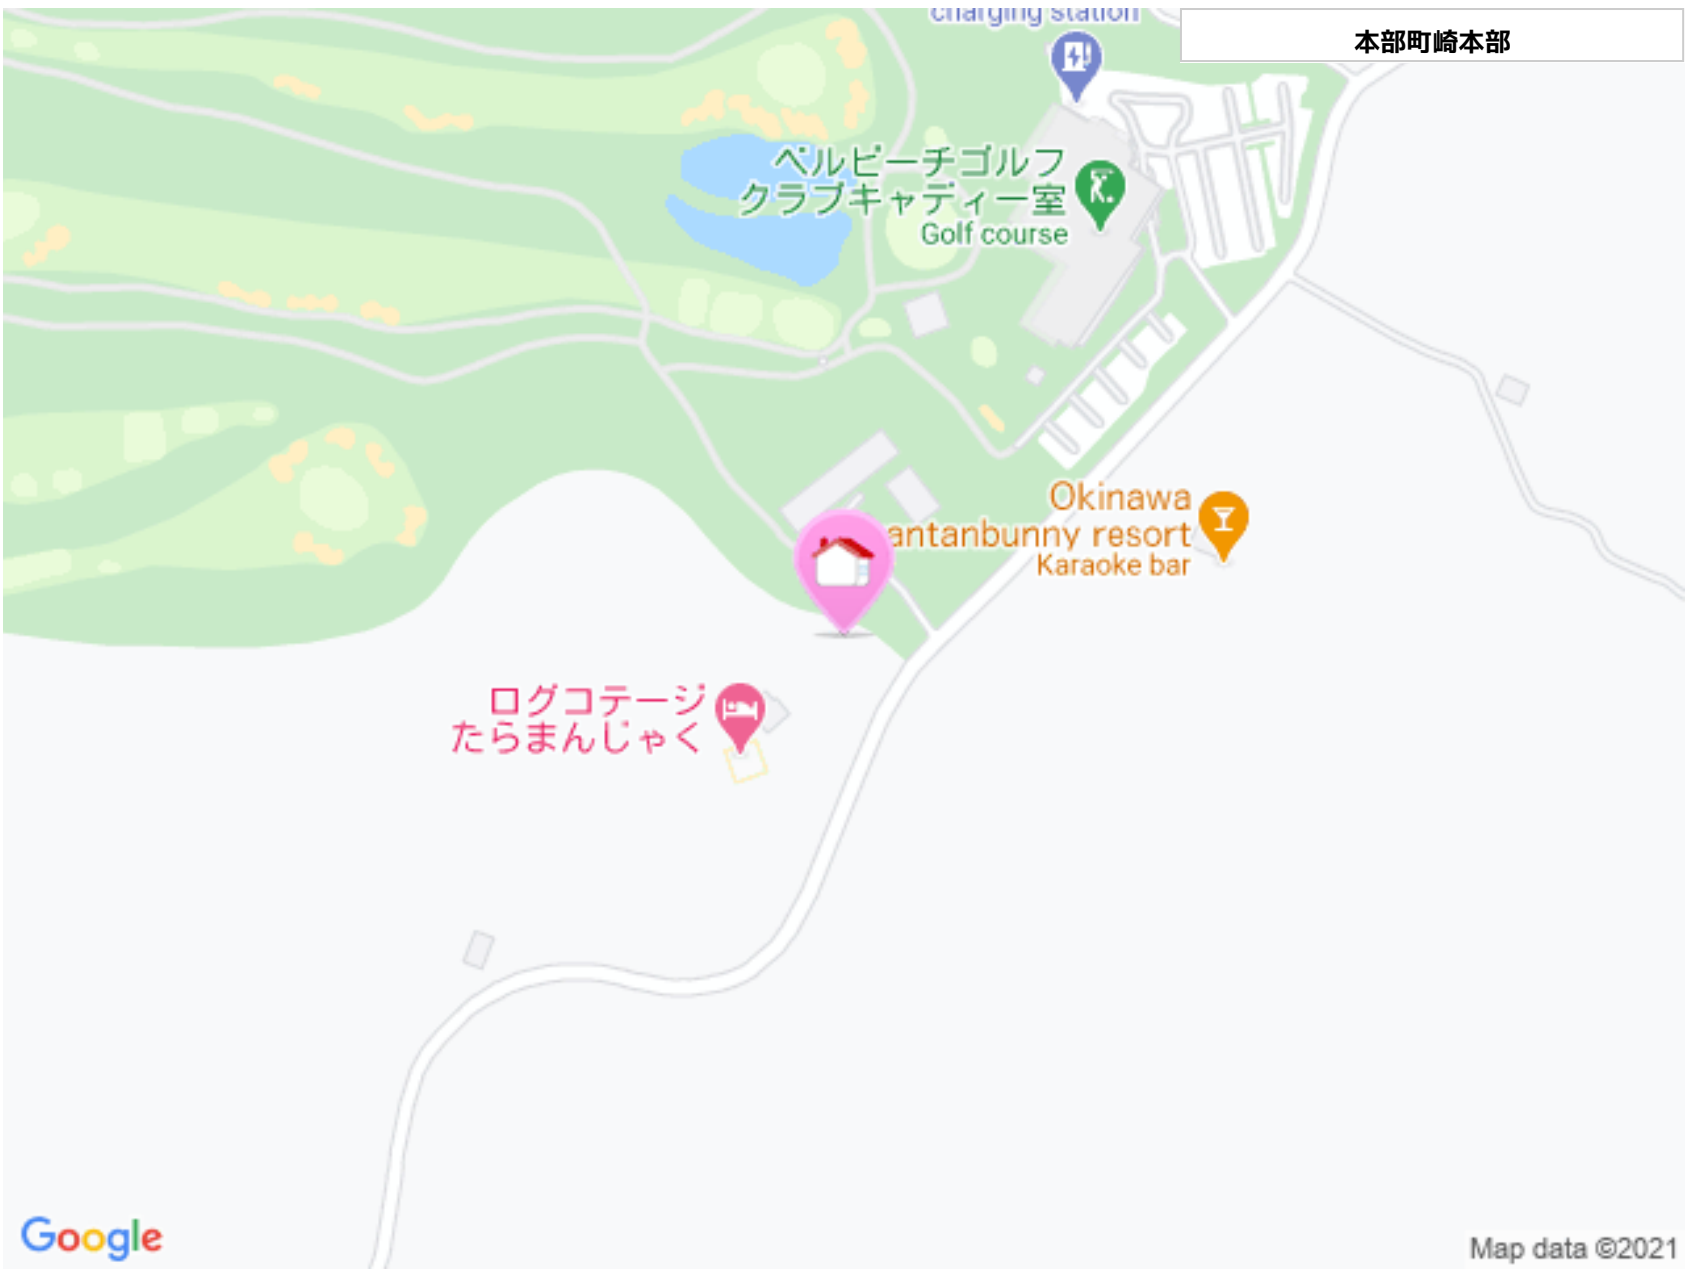 charging station
本部町崎本部
ベルビーチゴルフ
クラブキャディー室
Golf course
Okinawa
antanbunny resort
Karaoke bar
ログコテージ
たらまんじゃく
Google
Map data ©2021